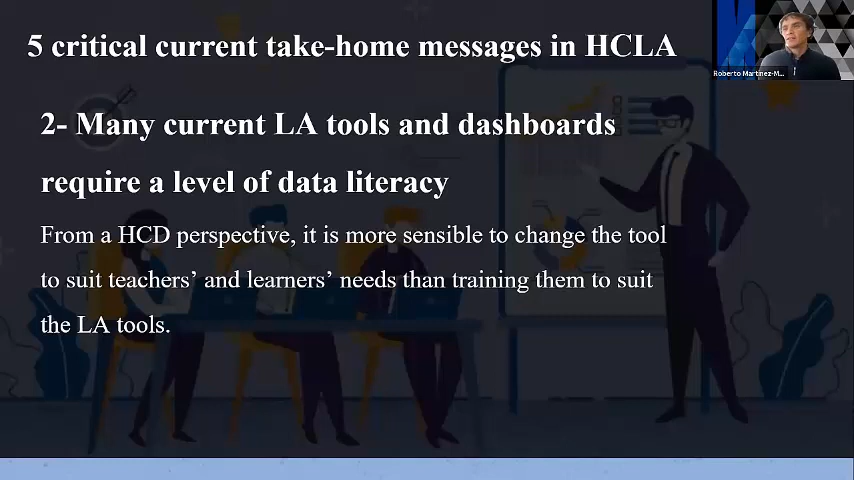 5 critical current take-home messages in HCLA
Roberto Martinez-M...
2- Many current LA tools and dashboards
require a level of data literacy
From a HCD perspective, it is more sensible to change the tool
to suit teachers’ and learners’ needs than training them to suit
the LA tools.